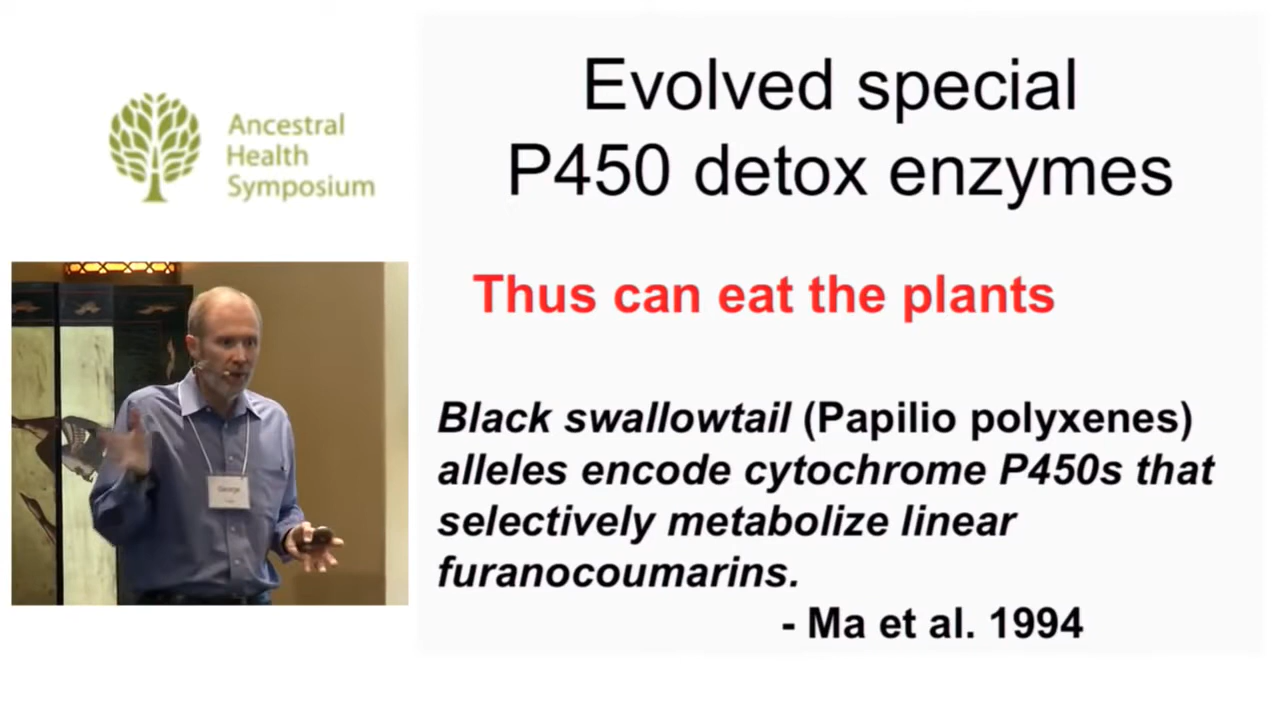 Ancestral
Health
Symposium
Evolved special
P450 detox enzymes
Thus can eat the plants
Black swallowtail (Papilio polyxenes)
alleles encode cytochrome P450s that
selectively metabolize linear
furanocoumarins.
- Ma et al. 1994
George